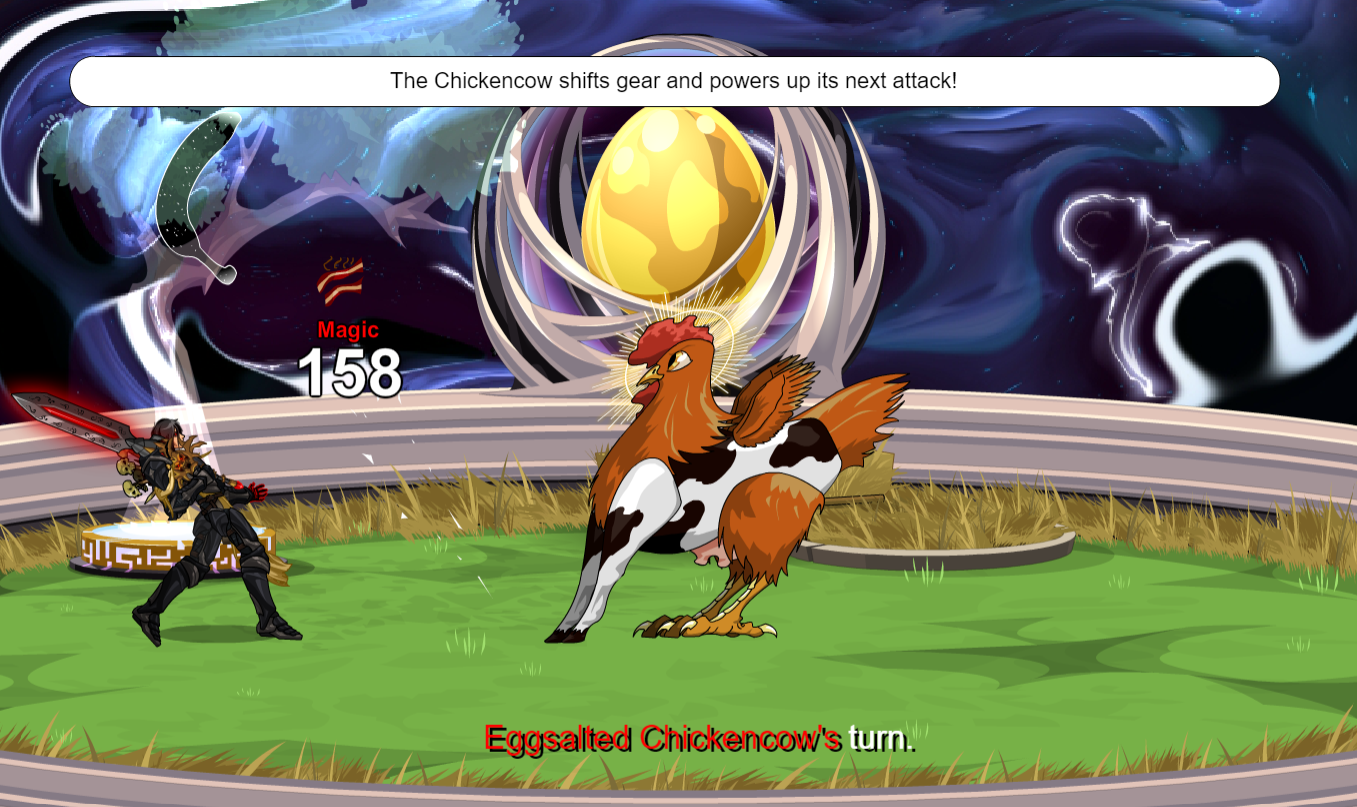 The Chickencow shifts gear and powers up its next attack!
Magic
158
Eggsalted Chickencow's turn.